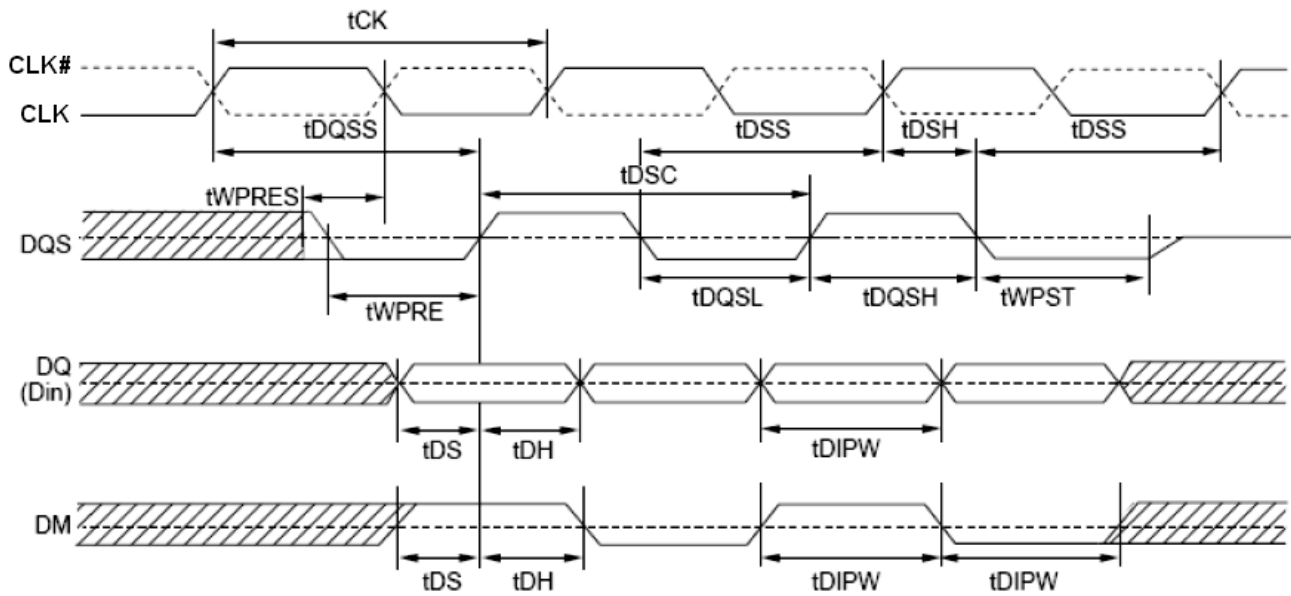 tCK
CLK#
CLK
tDQSS
tDSS
tDSH
tDSS
tDSC
tWPRES
DQS
tDQSL
tDQSH
tWPST
tWPRE
DQ
(Din)
tDS
tDH
tDIPW
DM
tDS
tDH
tDIPW
tDIPW